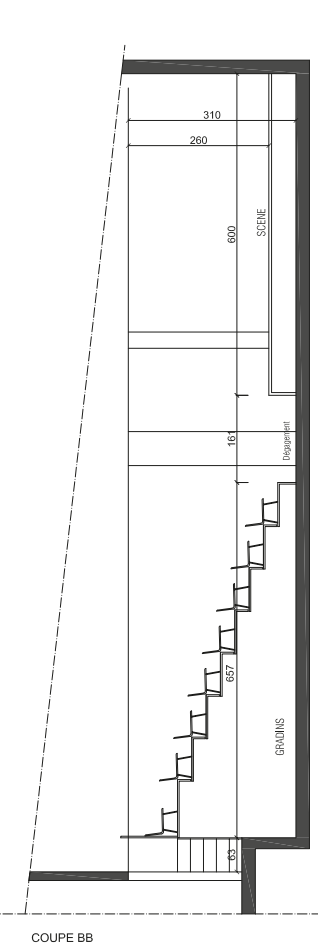 310
260
600
SCENE
161
Dégagement
657
GRADINS
63
COUPE BB